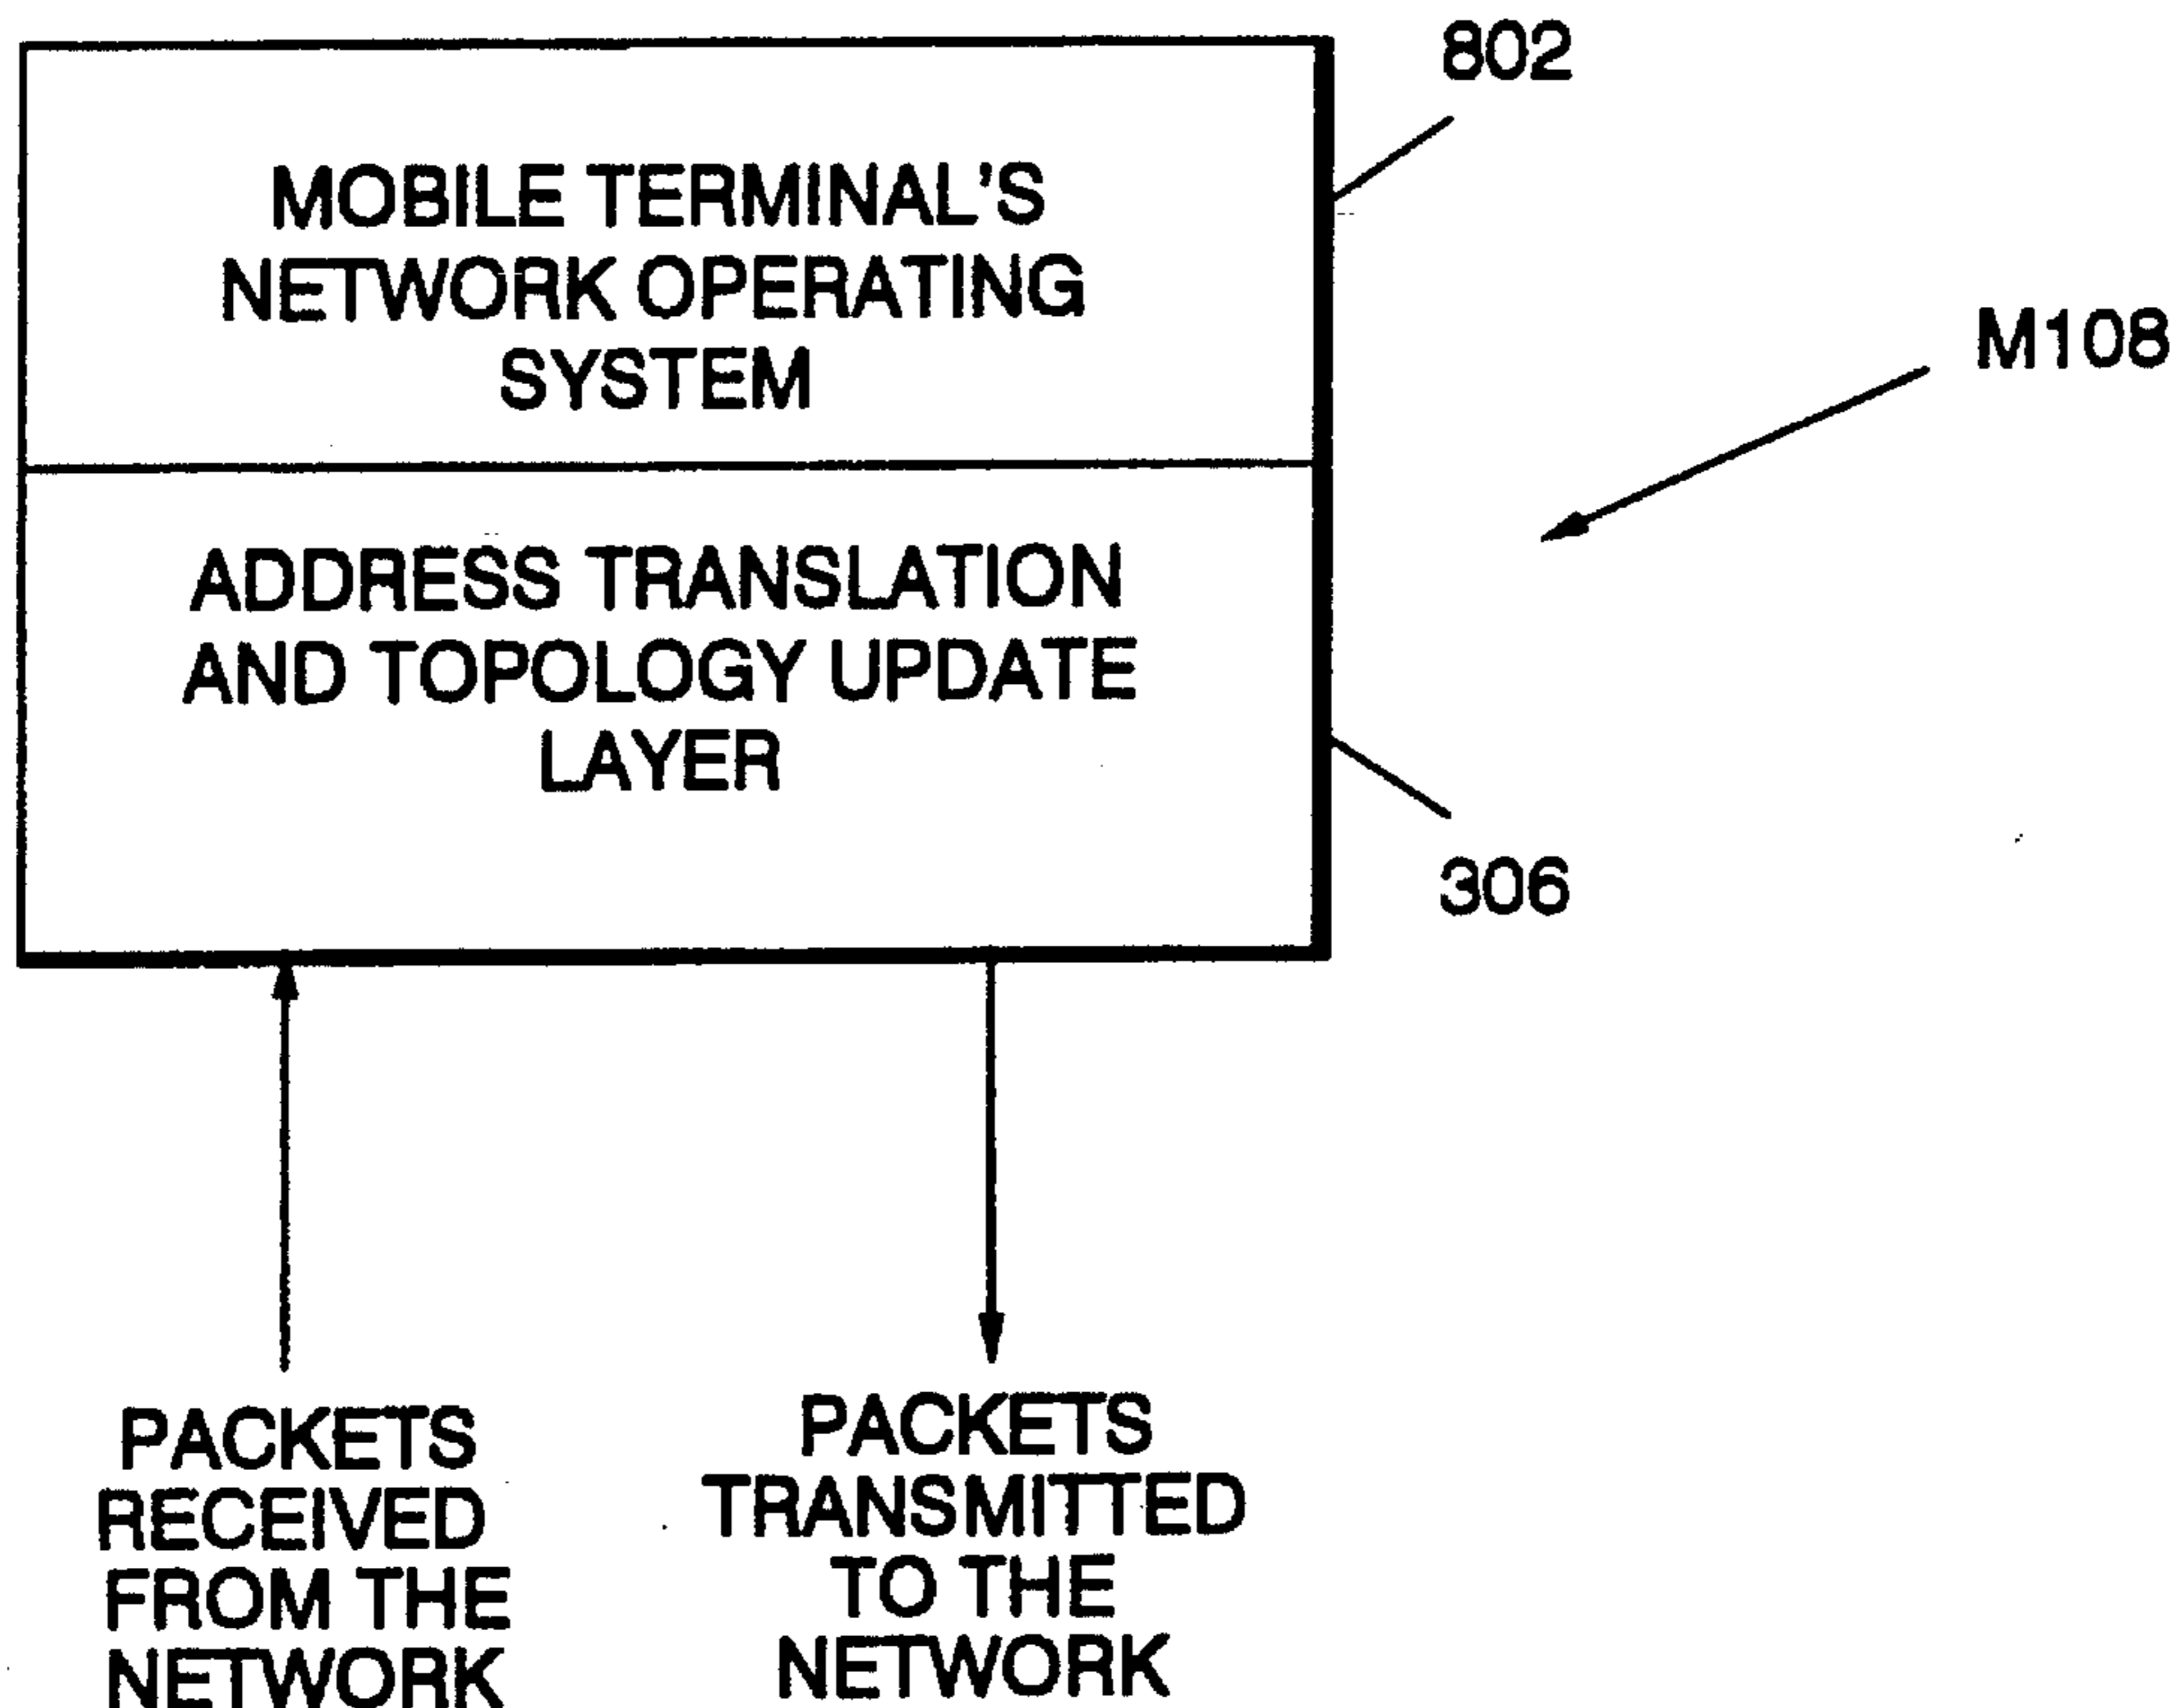 802
MOBILE TERMINAL'S
NETWORK OPERATING
SYSTEM
M108
ADDRESS TRANSLATION
AND TOPOLOGY UPDATE
LAYER
306
PACKETS
RECEIVED
FROM THE
NETWORK
PACKETS
TRANSMITTED
TO THE
NETWORK